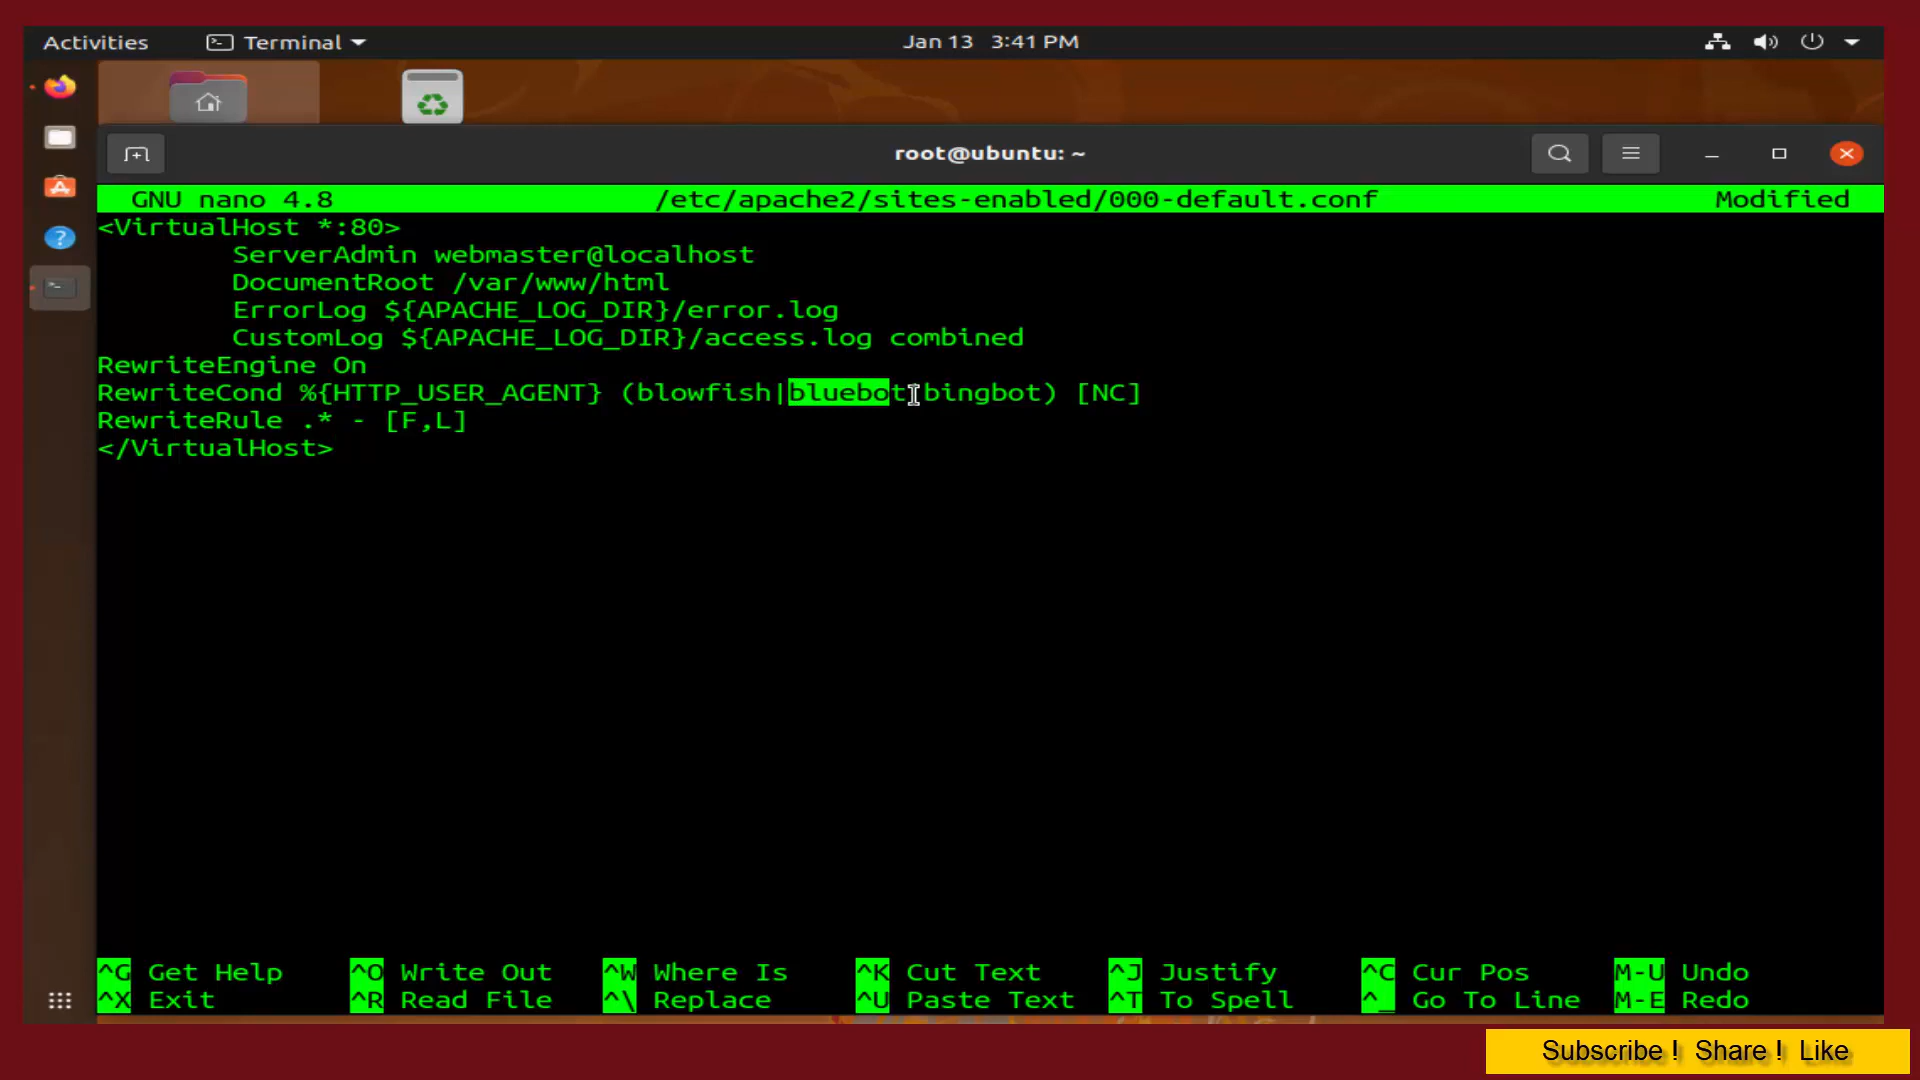 Activities Terminal Jan 13 3:41 PM
root@ubuntu: ~
GNU nano 4.8 /etc/apache2/sites-enabled/000-default.conf Modified
<VirtualHost *:80>
ServerAdmin webmaster@localhost
DocumentRoot /var/www/html
ErrorLog ${APACHE_LOG_DIR}/error.log
CustomLog ${APACHE_LOG_DIR}/access.log combined
RewriteEngine On
RewriteCond %{HTTP_USER_AGENT} (blowfish|bluebot|bingbot) [NC]
RewriteRule .* - [F,L]
</VirtualHost>
^G Get Help ^O Write Out ^W Where Is ^K Cut Text ^J Justify ^C Cur Pos M-U Undo
^X Exit ^R Read File ^\ Replace ^U Paste Text ^T To Spell ^_ Go To Line M-E Redo
Subscribe ! Share ! Like